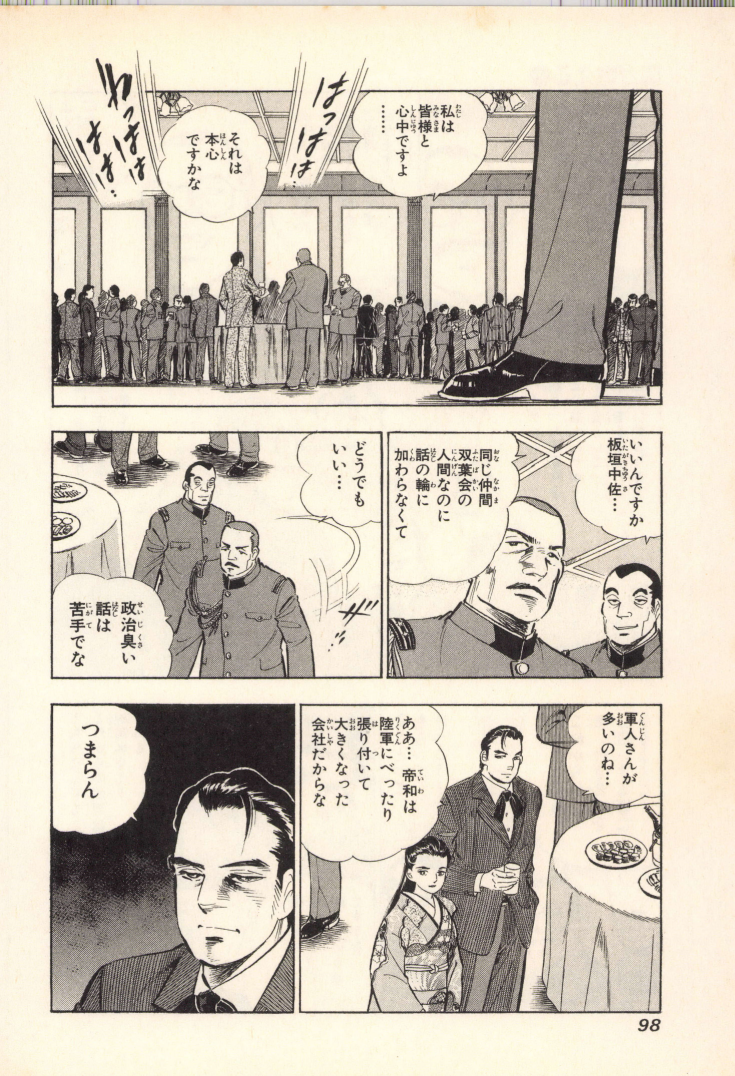 私は
皆様と
心中ですよ
……
はっはっ
はは…
それは
本心
ですかな
わっはは
ははは…
いいんですか
板垣中佐…
同じ仲間
双葉会の
人間なのに
話の輪に
加わらなくて
どうでも
いい…
ザッ
政治臭い
話は
苦手でな
軍人さんが
多いのね…
ああ… 帝和は
陸軍にべったり
張り付いて
大きくなった
会社だからな
つまらん
98